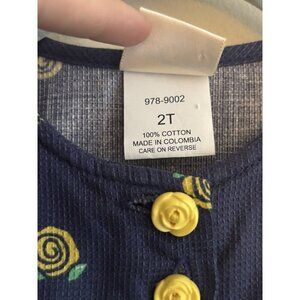 978-9002
2T
100% COTTON
MADE IN COLOMBIA
CARE ON REVERSE